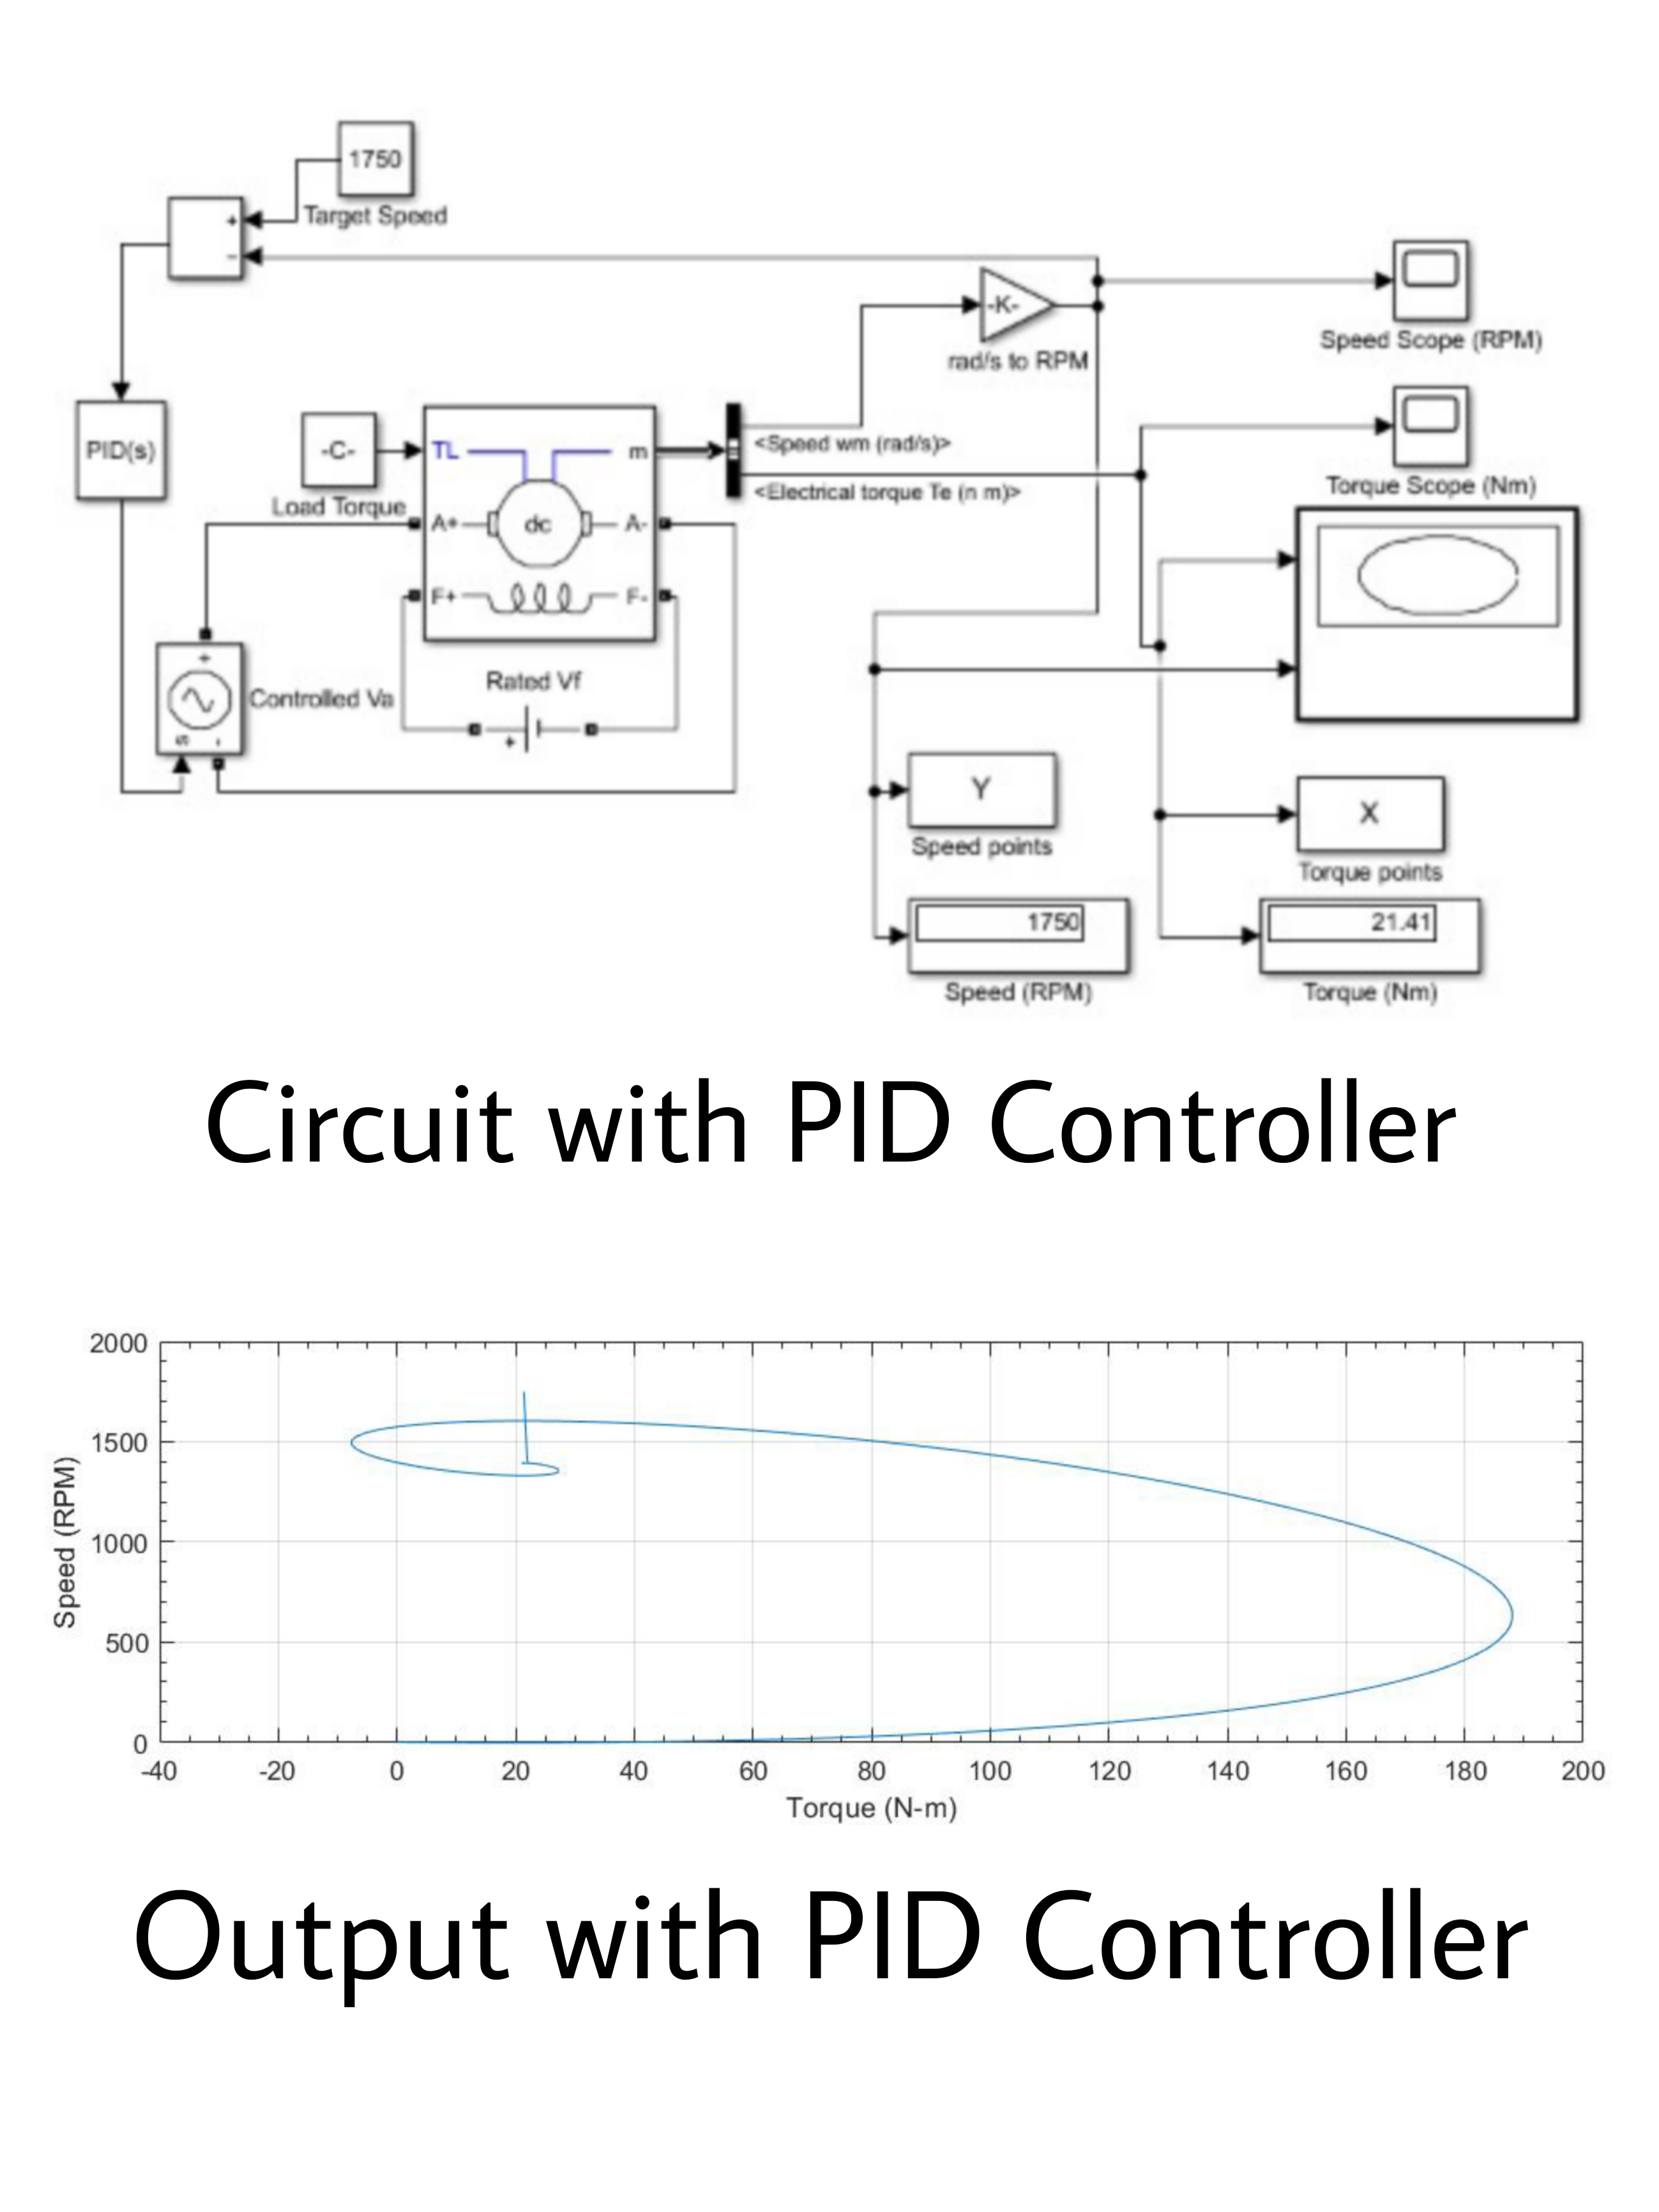 1750
Target Speed
+
−
-K-
rad/s to RPM
Speed Scope (RPM)
PID(s)
-C-
Load Torque
TL
m
<Speed wm (rad/s)>
<Electrical torque Te (n m)>
Torque Scope (Nm)
A+
dc
A-
F+
F-
+
s
-
Controlled Va
Rated Vf
+
Y
Speed points
X
Torque points
1750
Speed (RPM)
21.41
Torque (Nm)
Circuit with PID Controller
2000
1500
1000
500
0
Speed (RPM)
-40 -20 0 20 40 60 80 100 120 140 160 180 200
Torque (N-m)
Output with PID Controller